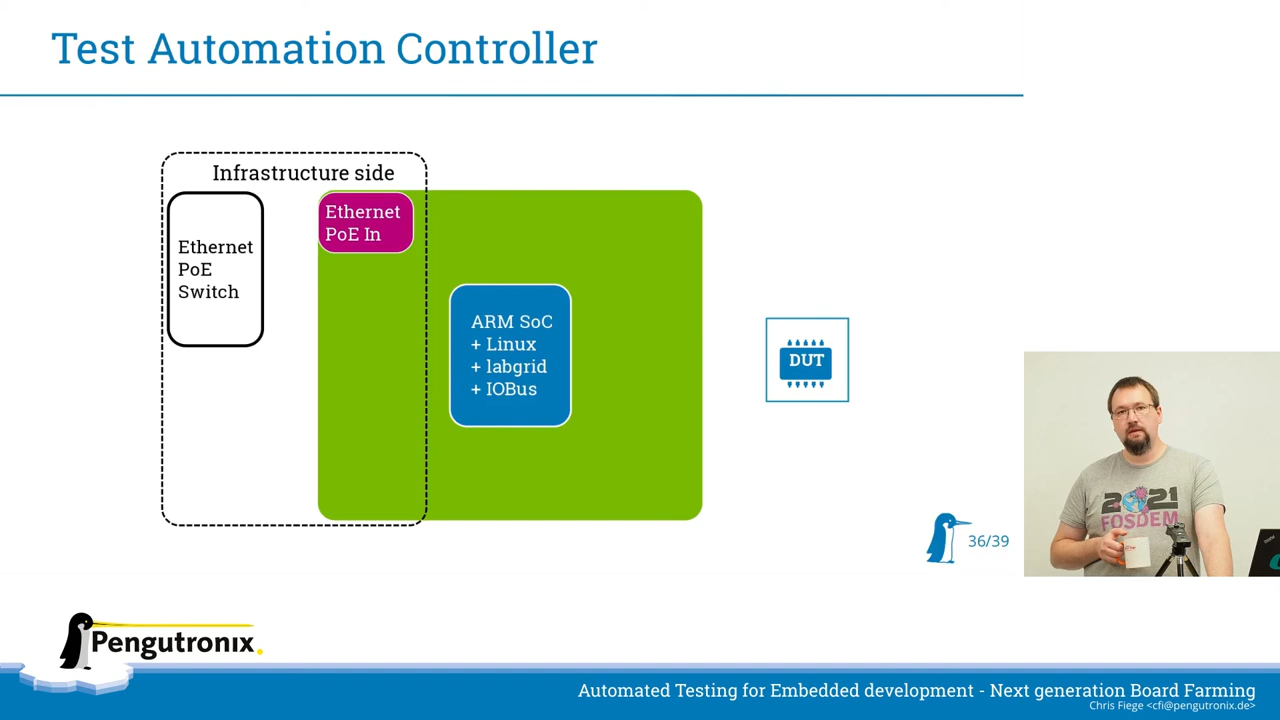 Test Automation Controller
Infrastructure side
Ethernet
PoE
Switch
Ethernet
PoE In
ARM SoC
+ Linux
+ labgrid
+ IOBus
DUT
36/39
2021
FOSDEM
Pengutronix
Automated Testing for Embedded development - Next generation Board Farming
Chris Fiege <cfi@pengutronix.de>